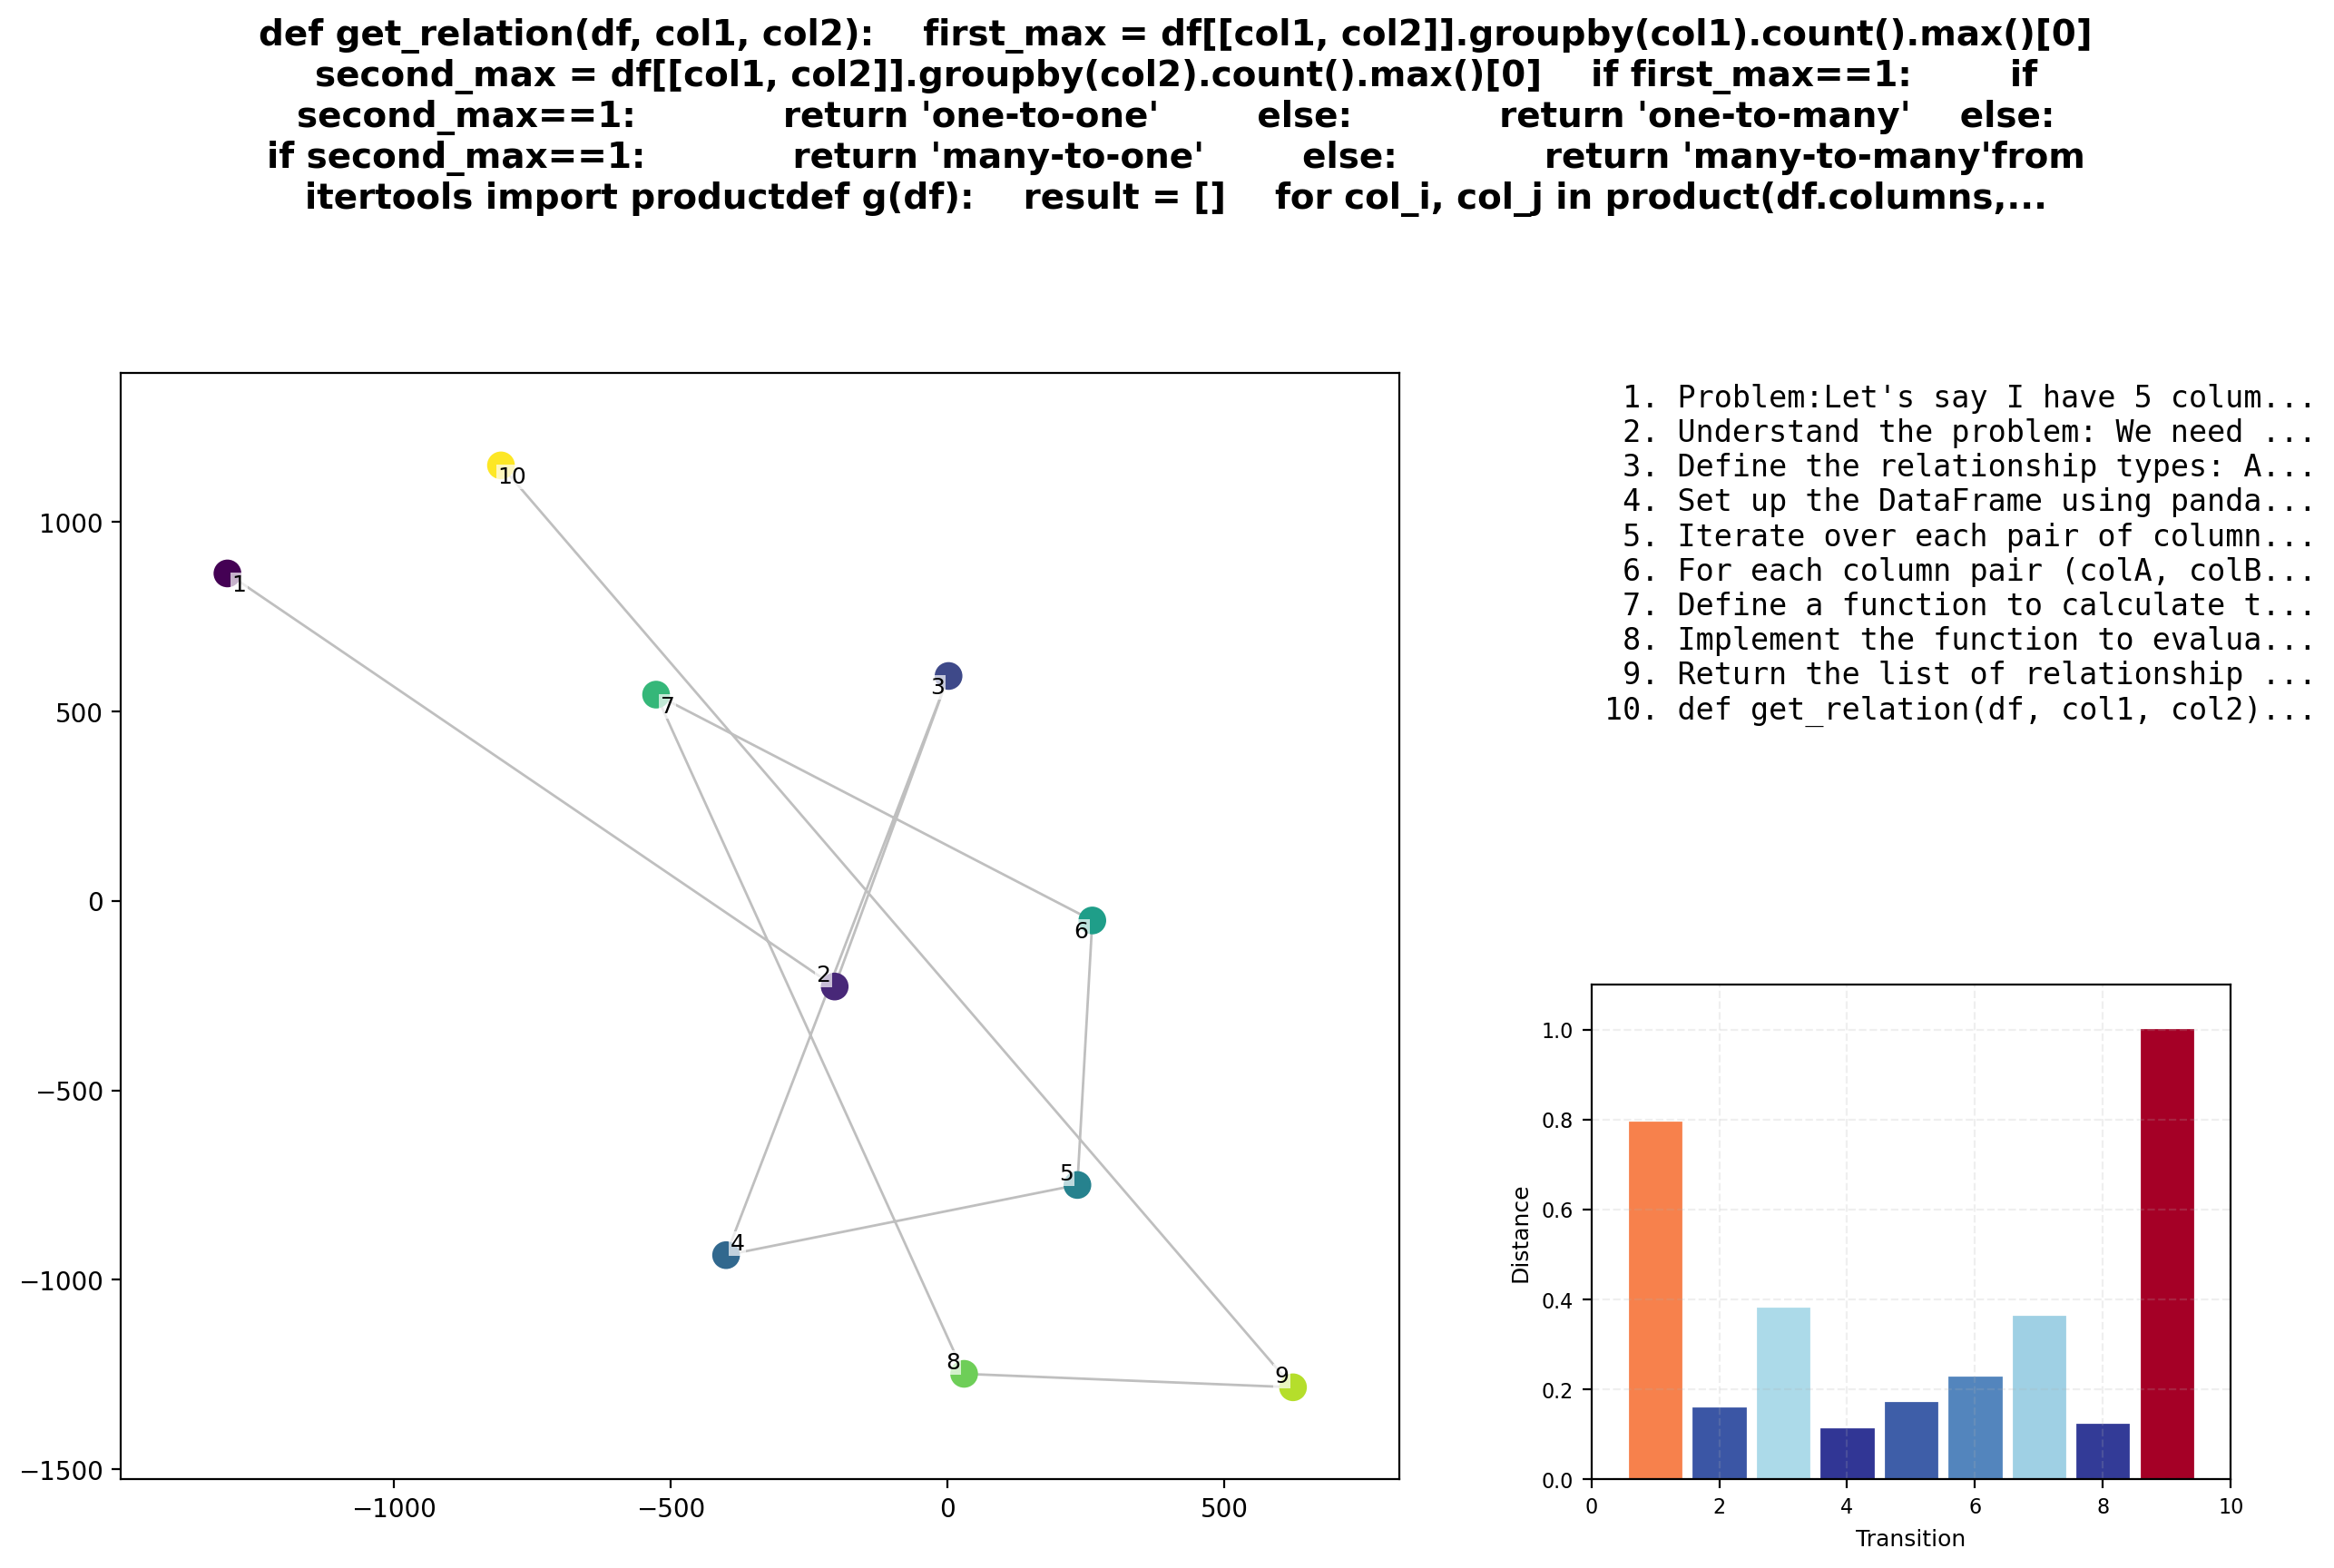 def get_relation(df, col1, col2):    first_max = df[[col1, col2]].groupby(col1).count().max()[0]
second_max = df[[col1, col2]].groupby(col2).count().max()[0]    if first_max==1:        if
second_max==1:            return 'one-to-one'        else:            return 'one-to-many'    else:
if second_max==1:            return 'many-to-one'        else:            return 'many-to-many'from
itertools import productdef g(df):    result = []    for col_i, col_j in product(df.columns,...
10
1
7
3
2
6
5
4
8
9
1000
500
0
−500
−1000
−1500
−1000
−500
0
500
1. Problem:Let's say I have 5 colum...
2. Understand the problem: We need ...
3. Define the relationship types: A...
4. Set up the DataFrame using panda...
5. Iterate over each pair of column...
6. For each column pair (colA, colB...
7. Define a function to calculate t...
8. Implement the function to evalua...
9. Return the list of relationship ...
10. def get_relation(df, col1, col2)...
1.0
0.8
0.6
0.4
0.2
0.0
Distance
0
2
4
6
8
10
Transition